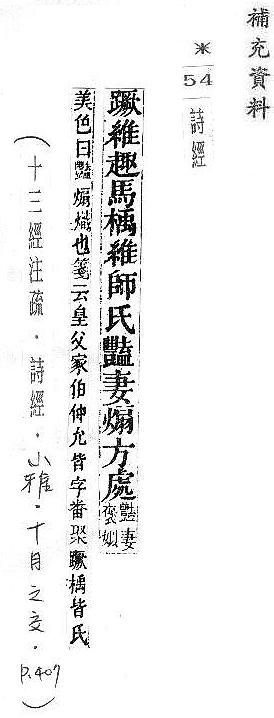 補充資料
※
54
詩經
蹶維趣馬楀維師氏豔妻煽方處豔妻
褒姒
美色曰豔煽熾也箋云皇父家伯仲允皆字番聚蹶楀皆氏
(十三經注疏．詩經．小雅．十月之交．P.407)